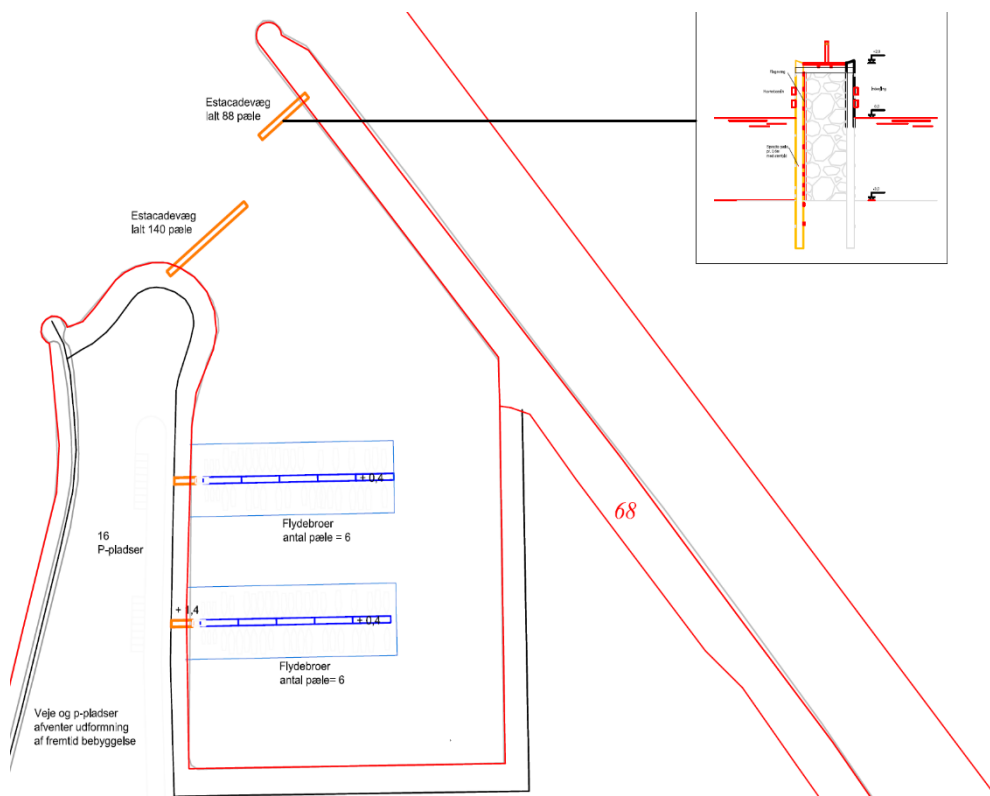 Estacadevæg
Ialt 88 pæle
Estacadevæg
Ialt 140 pæle
+ 0,4
Flydebroer
antal pæle = 6
68
16
P-pladser
+ 1,4
+ 0,4
Flydebroer
antal pæle= 6
Veje og p-pladser
afventer udformning
af fremtid bebyggelse